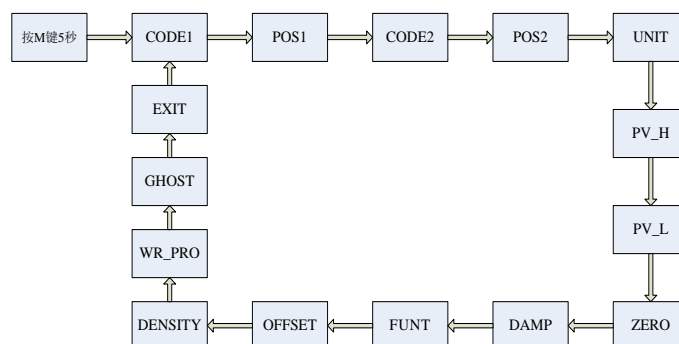 按M键5秒
CODE1
POS1
CODE2
POS2
UNIT
PV_H
PV_L
ZERO
DAMP
FUNT
OFFSET
DENSITY
WR_PRO
GHOST
EXIT